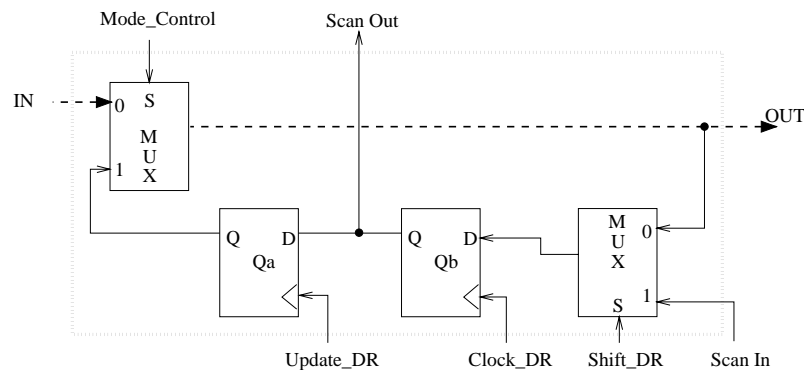 Mode_Control
Scan Out
IN
0
S
M
U
X
1
OUT
Q
D
Qa
Q
D
Qb
M
U
X
S
0
1
Update_DR
Clock_DR
Shift_DR
Scan In